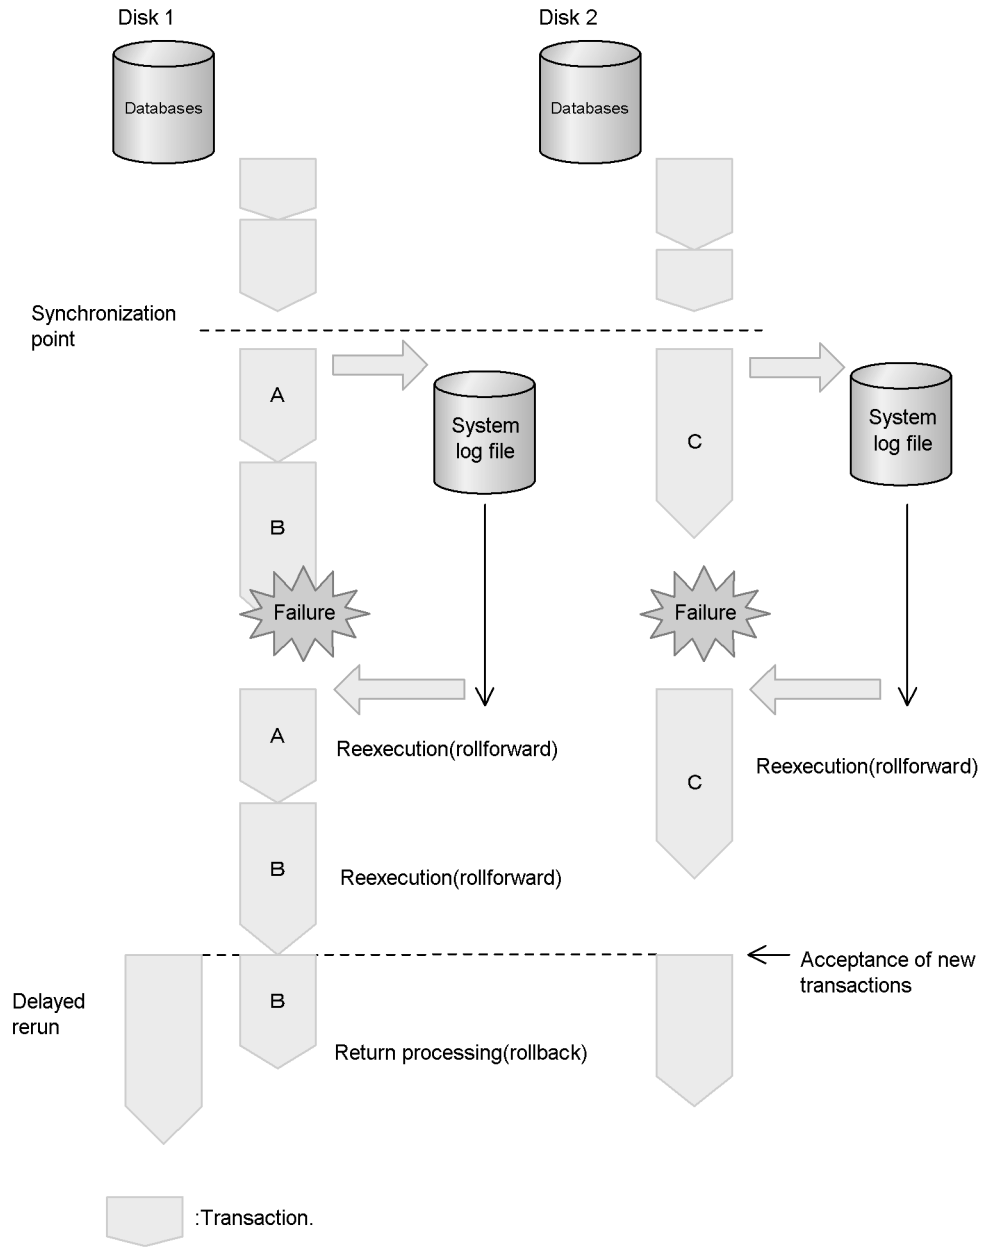 Disk 1
Disk 2
Databases
Databases
Synchronization
point
A
System
log file
C
System
log file
B
Failure
Failure
A
Reexecution(rollforward)
C
Reexecution(rollforward)
B
Reexecution(rollforward)
Acceptance of new
transactions
Delayed
rerun
B
Return processing(rollback)
:Transaction.